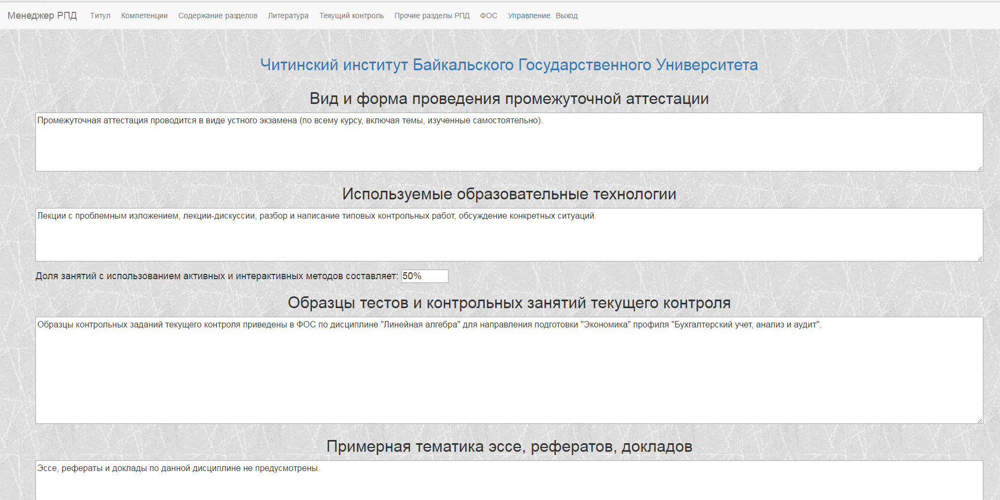 Менеджер РПД Титул Компетенции Содержание разделов Литература Текущий контроль Прочие разделы РПД ФОС Управление Выход
Читинский институт Байкальского Государственного Университета
Вид и форма проведения промежуточной аттестации
Промежуточная аттестация проводится в виде устного экзамена (по всему курсу, включая темы, изученные самостоятельно).
Используемые образовательные технологии
Лекции с проблемным изложением, лекции-дискуссии, разбор и написание типовых контрольных работ, обсуждение конкретных ситуаций.
Доля занятий с использованием активных и интерактивных методов составляет: 50%
Образцы тестов и контрольных занятий текущего контроля
Образцы контрольных заданий текущего контроля приведены в ФОС по дисциплине "Линейная алгебра" для направления подготовки "Экономика" профиля "Бухгалтерский учет, анализ и аудит".
Примерная тематика эссе, рефератов, докладов
Эссе, рефераты и доклады по данной дисциплине не предусмотрены.